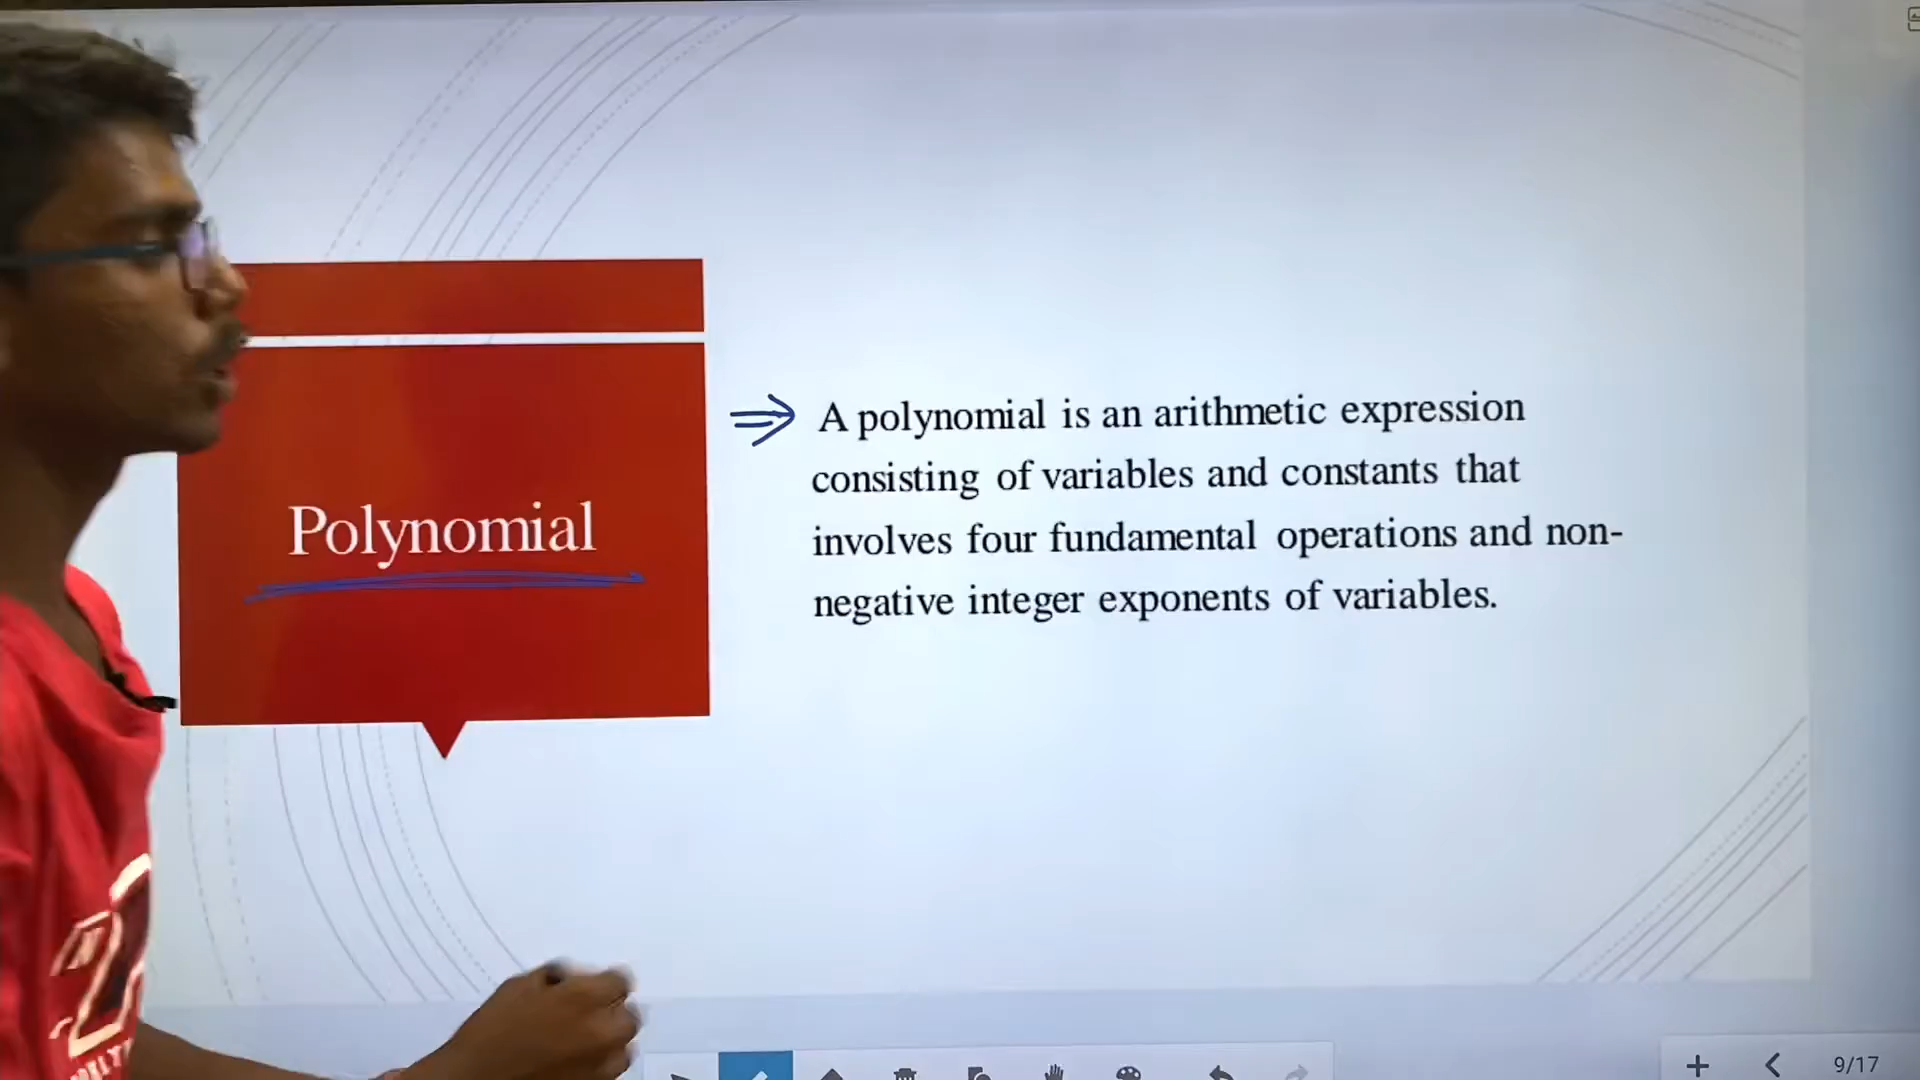 Polynomial
A polynomial is an arithmetic expression
consisting of variables and constants that
involves four fundamental operations and non-
negative integer exponents of variables.
9/17